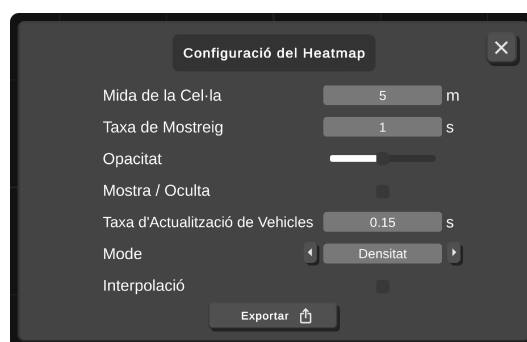 Configuració del Heatmap
Mida de la Cel·la 5 m
Taxa de Mostreig 1 s
Opacitat
Mostra / Oculta
Taxa d'Actualització de Vehicles 0.15 s
Mode Densitat
Interpolació
Exportar